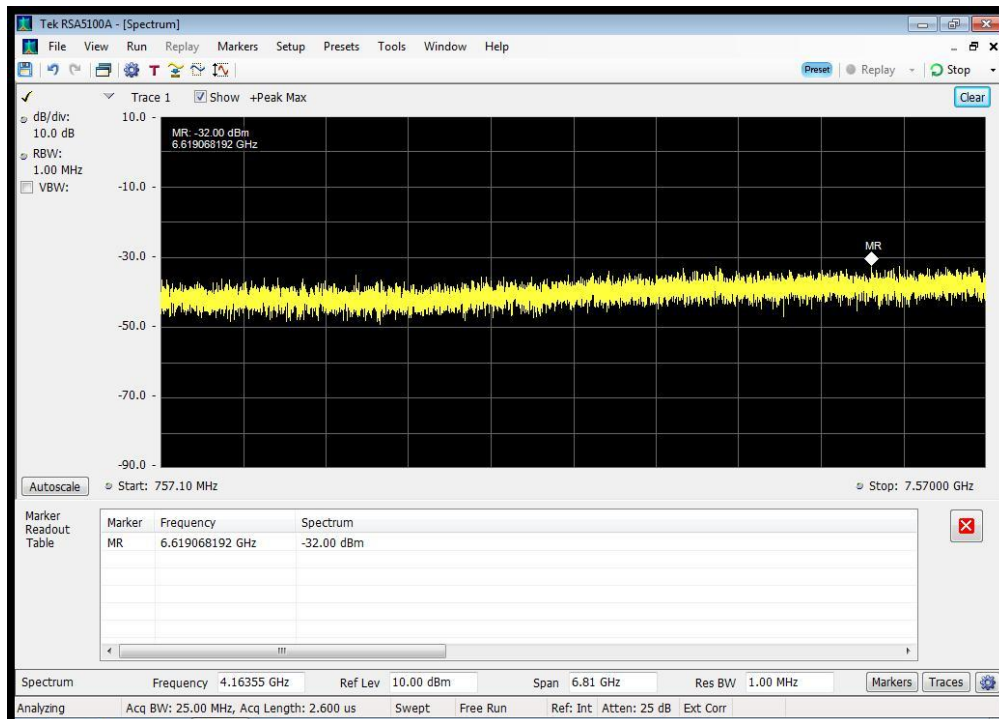 Tek RSA5100A - [Spectrum]
File View Run Replay Markers Setup Presets Tools Window Help
T Preset Replay Stop
Trace 1 Show +Peak Max Clear
dB/div:
10.0 dB
RBW:
1.00 MHz
VBW:
10.0
MR: -32.00 dBm
6.619068192 GHz
-10.0
-30.0
MR
-50.0
-70.0
-90.0
Autoscale Start: 757.10 MHz Stop: 7.57000 GHz
Marker
Readout
Table
Marker Frequency Spectrum
MR 6.619068192 GHz -32.00 dBm
Spectrum Frequency 4.16355 GHz Ref Lev 10.00 dBm Span 6.81 GHz Res BW 1.00 MHz Markers Traces
Analyzing Acq BW: 25.00 MHz, Acq Length: 2.600 us Swept Free Run Ref: Int Atten: 25 dB Ext Corr